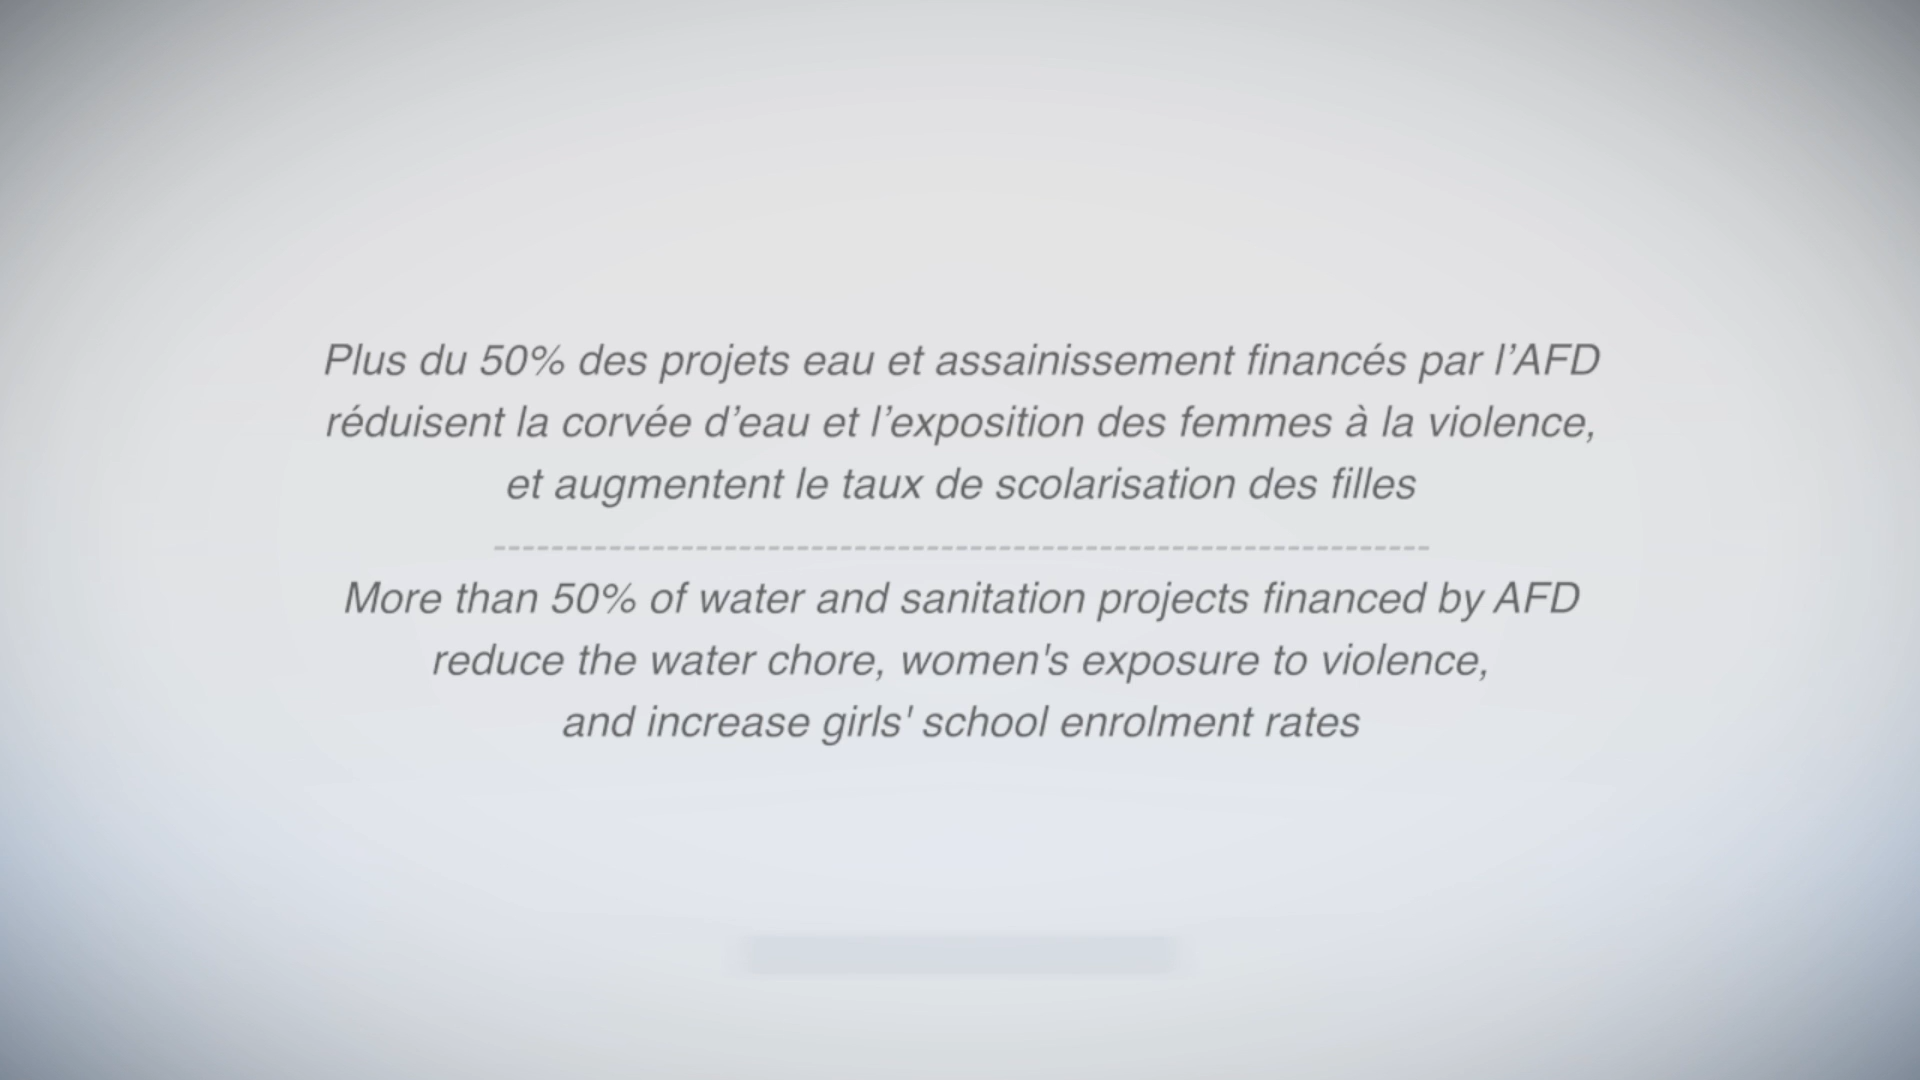 Plus du 50% des projets eau et assainissement financés par l’AFD
réduisent la corvée d’eau et l’exposition des femmes à la violence,
et augmentent le taux de scolarisation des filles
-----------------------------------------------------------------
More than 50% of water and sanitation projects financed by AFD
reduce the water chore, women's exposure to violence,
and increase girls' school enrolment rates